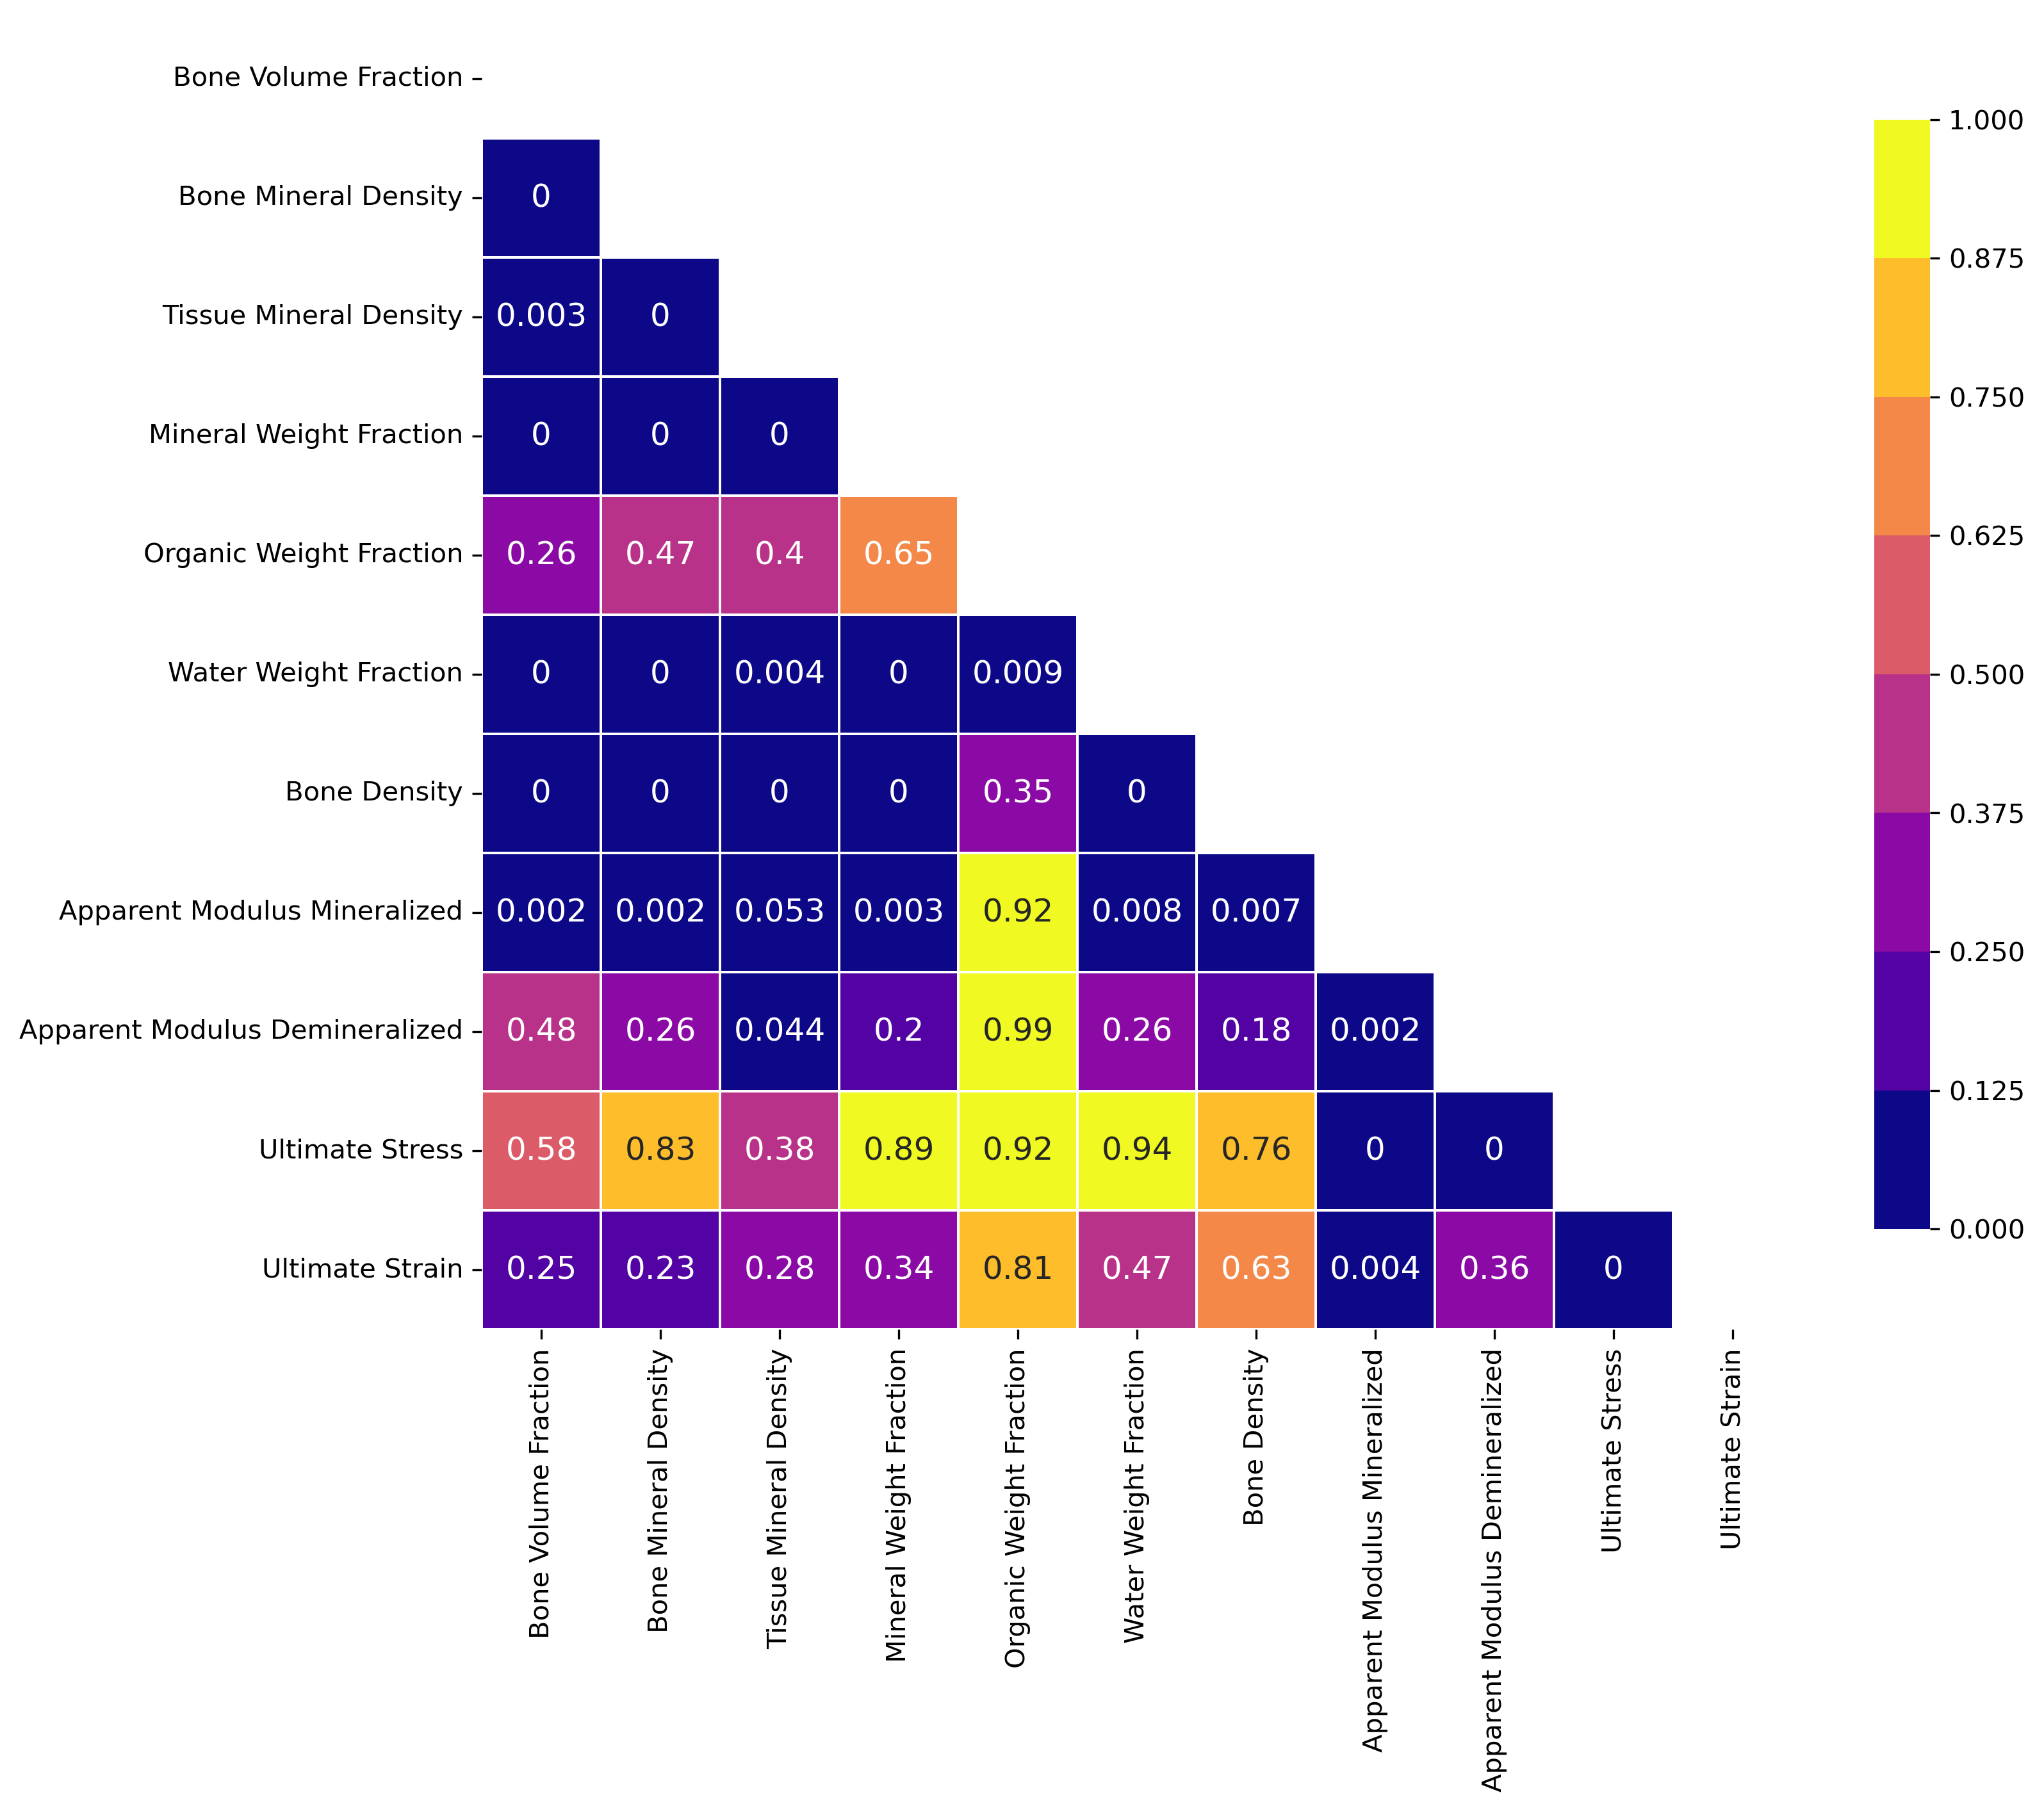 Bone Volume Fraction
Bone Mineral Density 0
Tissue Mineral Density 0.003 0
Mineral Weight Fraction 0 0 0
Organic Weight Fraction 0.26 0.47 0.4 0.65
Water Weight Fraction 0 0 0.004 0 0.009
Bone Density 0 0 0 0 0.35 0
Apparent Modulus Mineralized 0.002 0.002 0.053 0.003 0.92 0.008 0.007
Apparent Modulus Demineralized 0.48 0.26 0.044 0.2 0.99 0.26 0.18 0.002
Ultimate Stress 0.58 0.83 0.38 0.89 0.92 0.94 0.76 0 0
Ultimate Strain 0.25 0.23 0.28 0.34 0.81 0.47 0.63 0.004 0.36 0
Bone Volume Fraction
Bone Mineral Density
Tissue Mineral Density
Mineral Weight Fraction
Organic Weight Fraction
Water Weight Fraction
Bone Density
Apparent Modulus Mineralized
Apparent Modulus Demineralized
Ultimate Stress
Ultimate Strain
1.000
0.875
0.750
0.625
0.500
0.375
0.250
0.125
0.000